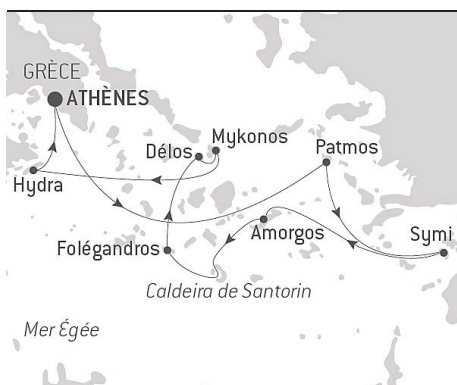 GRÈCE
ATHÈNES
Mykonos
Délos
Patmos
Hydra
Amorgos
Symi
Folégandros
Caldeira de Santorin
Mer Égée